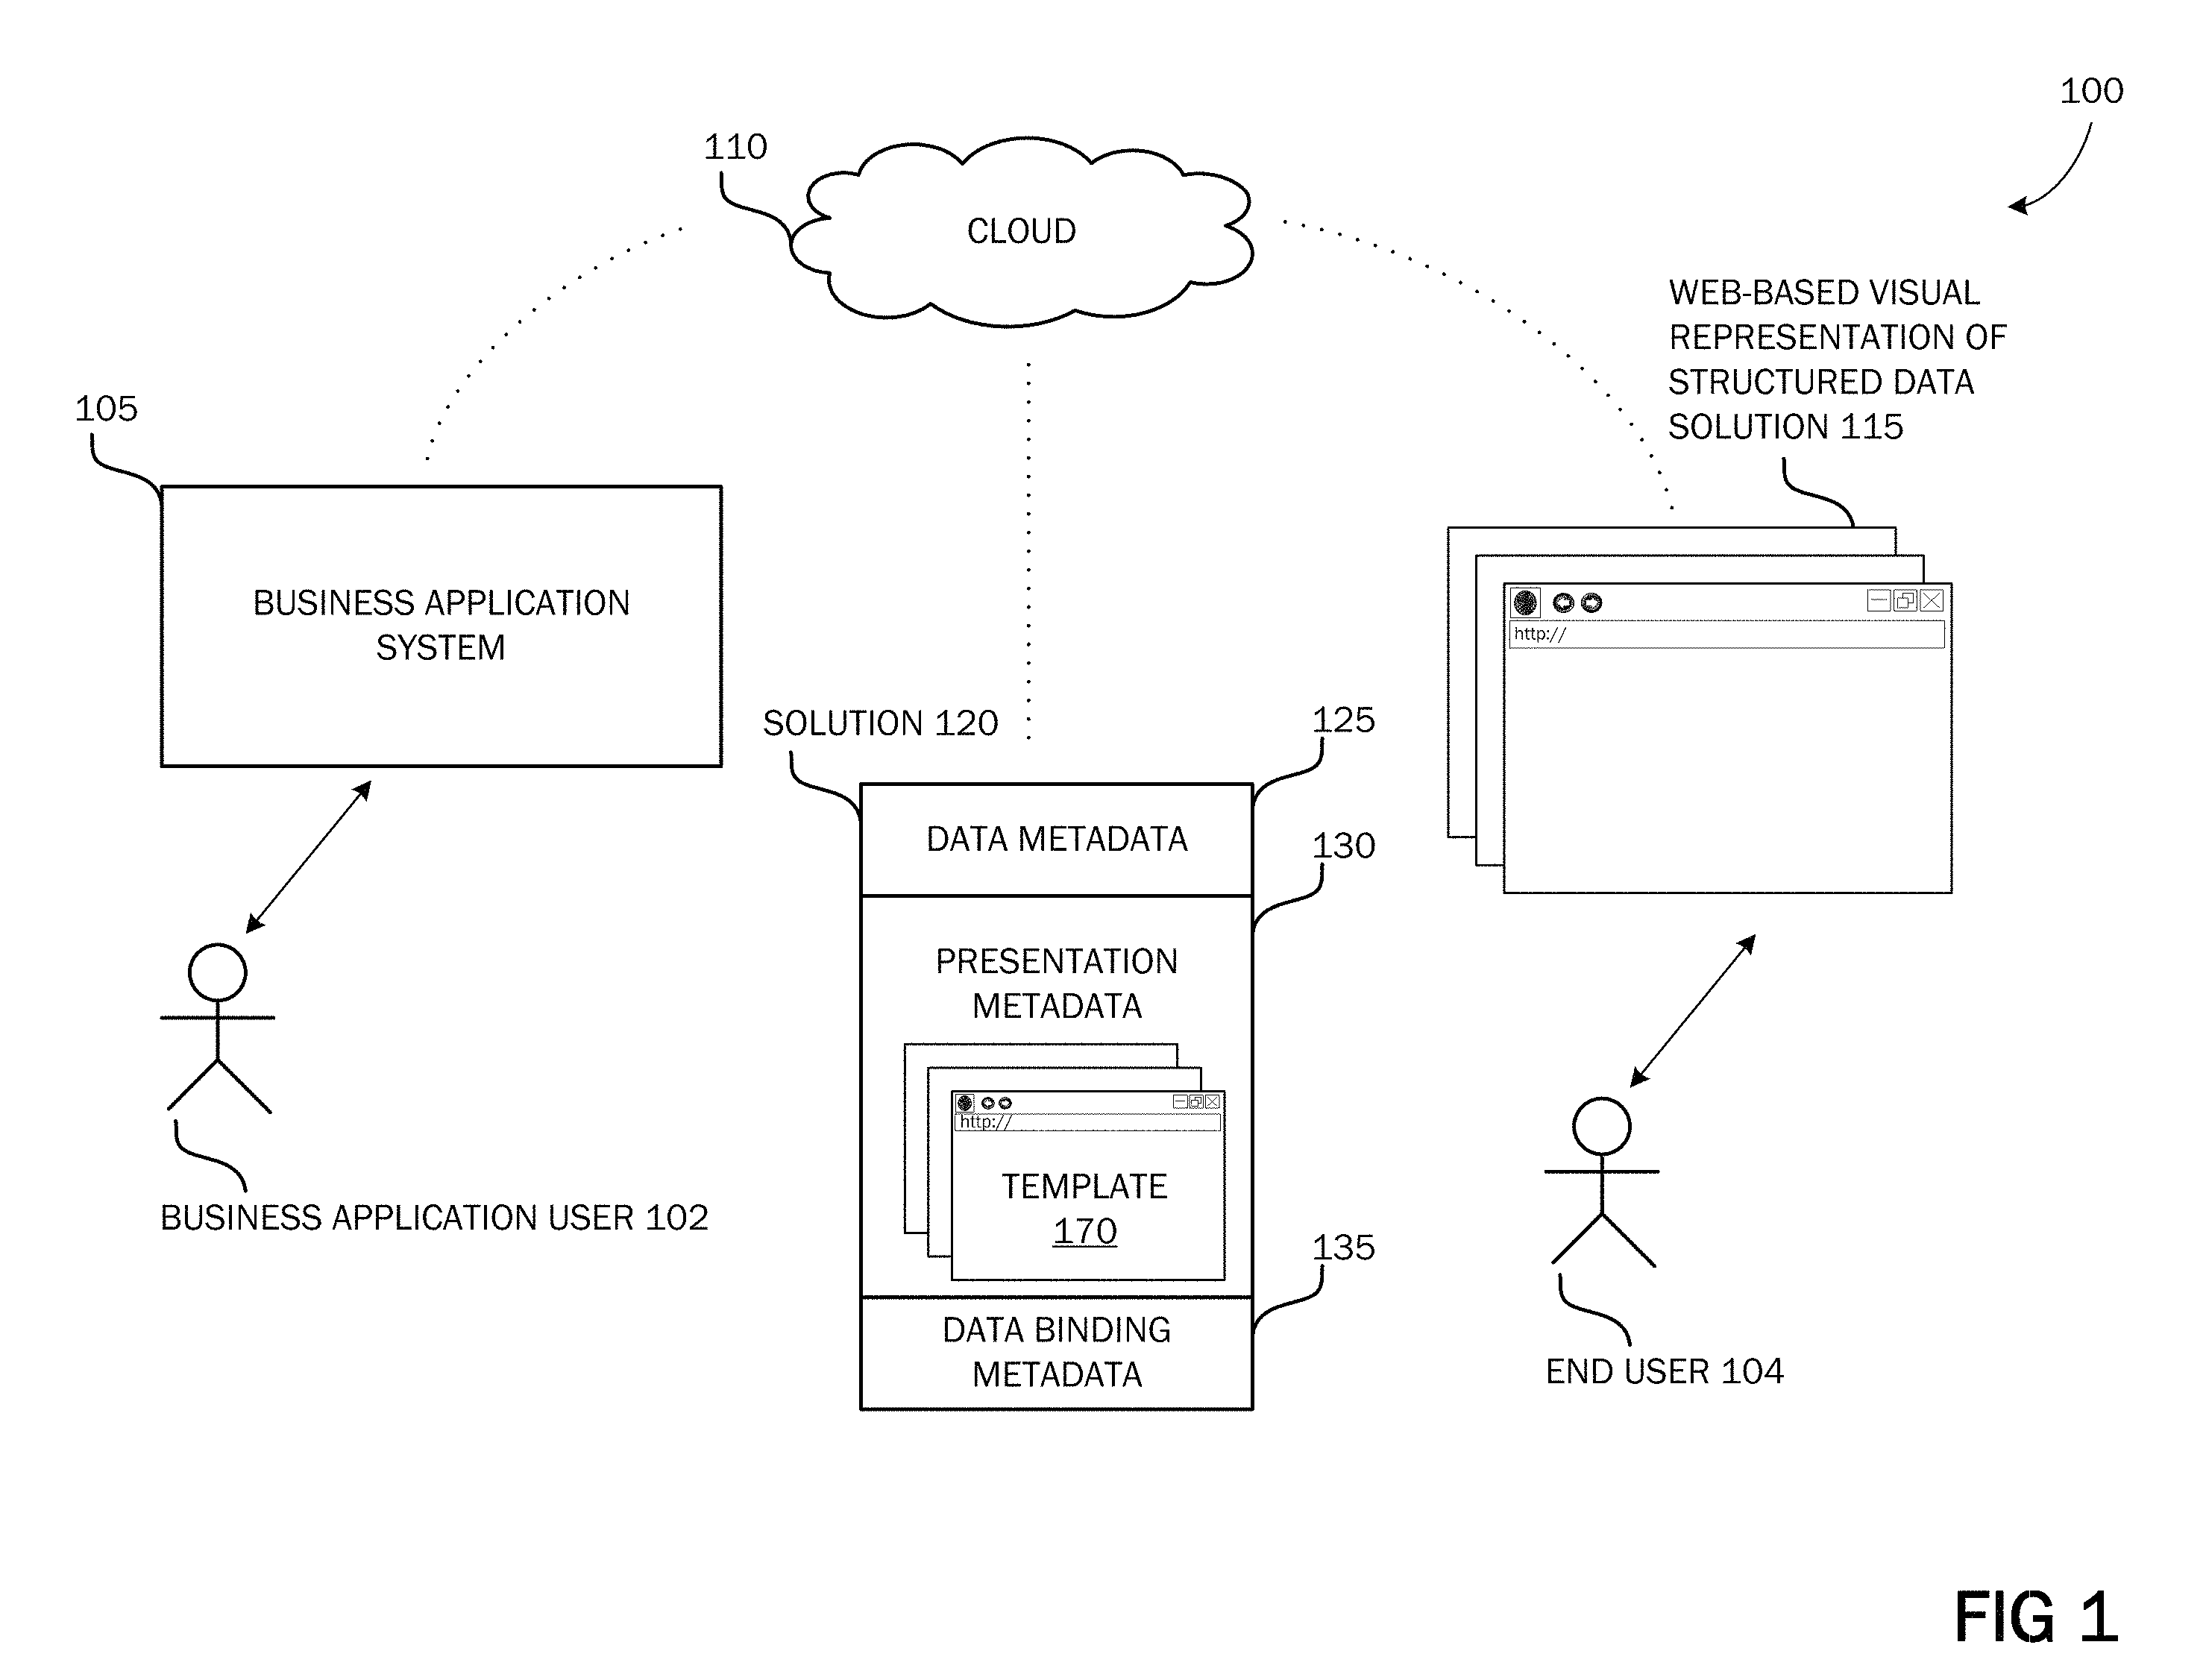 100
110
CLOUD
WEB-BASED VISUAL
REPRESENTATION OF
STRUCTURED DATA
SOLUTION 115
105
BUSINESS APPLICATION
SYSTEM
http://
SOLUTION 120
125
DATA METADATA
130
PRESENTATION
METADATA
http://
TEMPLATE
170
135
DATA BINDING
METADATA
BUSINESS APPLICATION USER 102
END USER 104
FIG 1